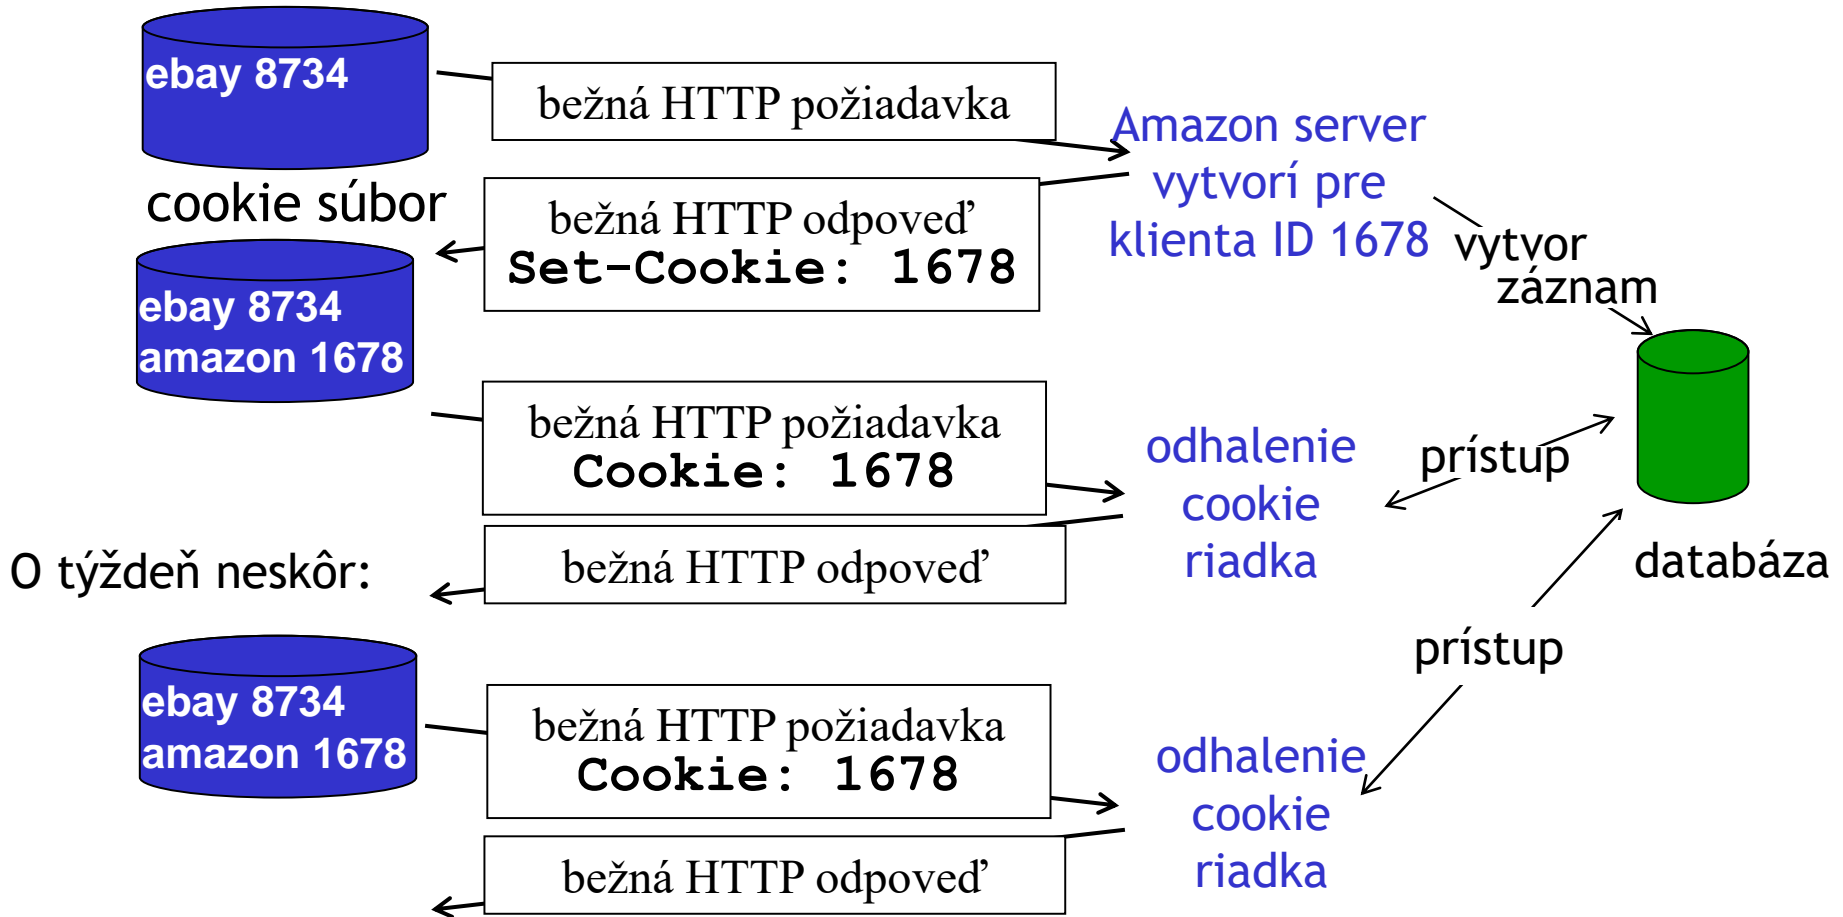 ebay 8734
bežná HTTP požiadavka
Amazon server
vytvorí pre
klienta ID 1678
cookie súbor
bežná HTTP odpoveď
Set-Cookie: 1678
vytvor
záznam
ebay 8734
amazon 1678
bežná HTTP požiadavka
Cookie: 1678
odhalenie
cookie
riadka
prístup
O týždeň neskôr:
bežná HTTP odpoveď
databáza
prístup
ebay 8734
amazon 1678
bežná HTTP požiadavka
Cookie: 1678
odhalenie
cookie
riadka
bežná HTTP odpoveď